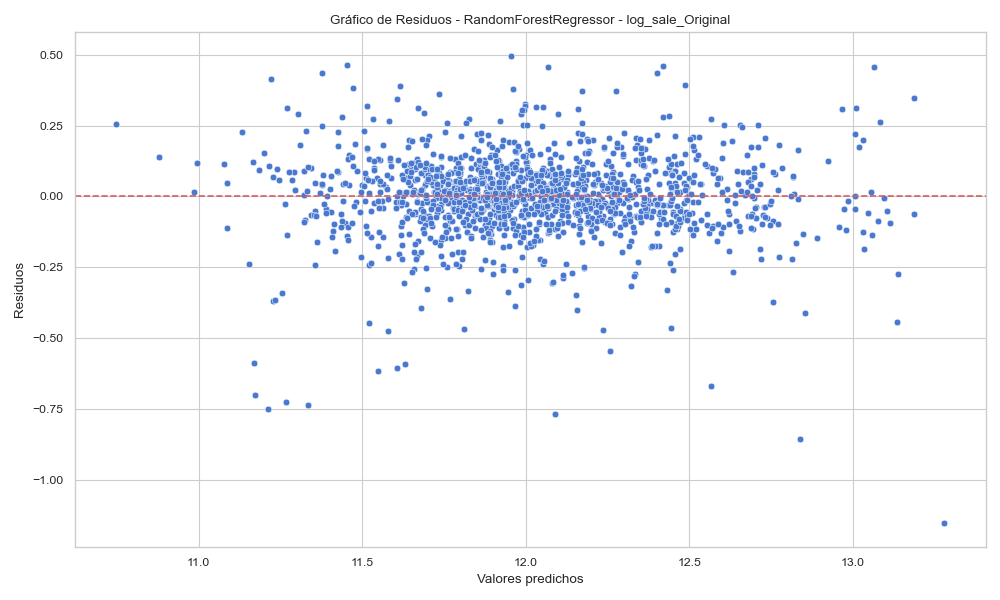 Gráfico de Residuos - RandomForestRegressor - log_sale_Original
0.50
0.25
0.00
−0.25
−0.50
−0.75
−1.00
Residuos
11.0 11.5 12.0 12.5 13.0
Valores predichos